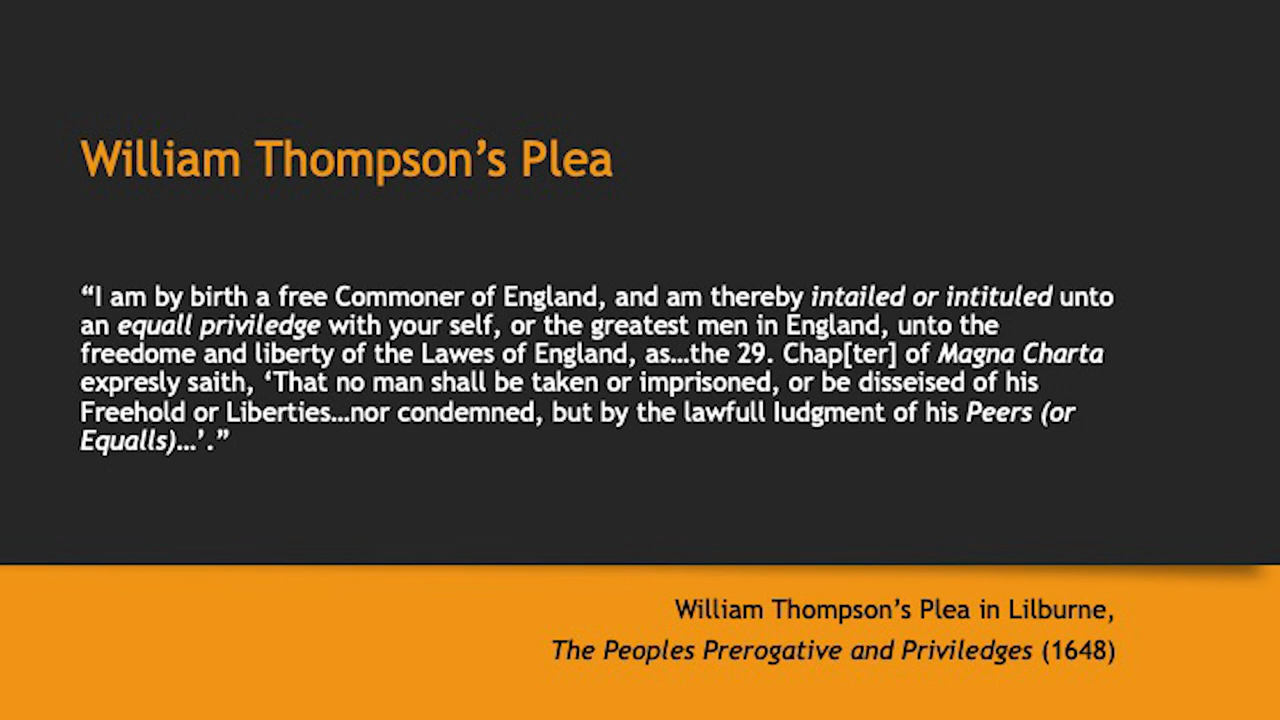 William Thompson’s Plea
“I am by birth a free Commoner of England, and am thereby intailed or intituled unto
an equall priviledge with your self, or the greatest men in England, unto the
freedome and liberty of the Lawes of England, as…the 29. Chap[ter] of Magna Charta
expresly saith, ‘That no man shall be taken or imprisoned, or be disseised of his
Freehold or Liberties…nor condemned, but by the lawfull Iudgment of his Peers (or
Equalls)…’.”
William Thompson’s Plea in Lilburne,
The Peoples Prerogative and Priviledges (1648)